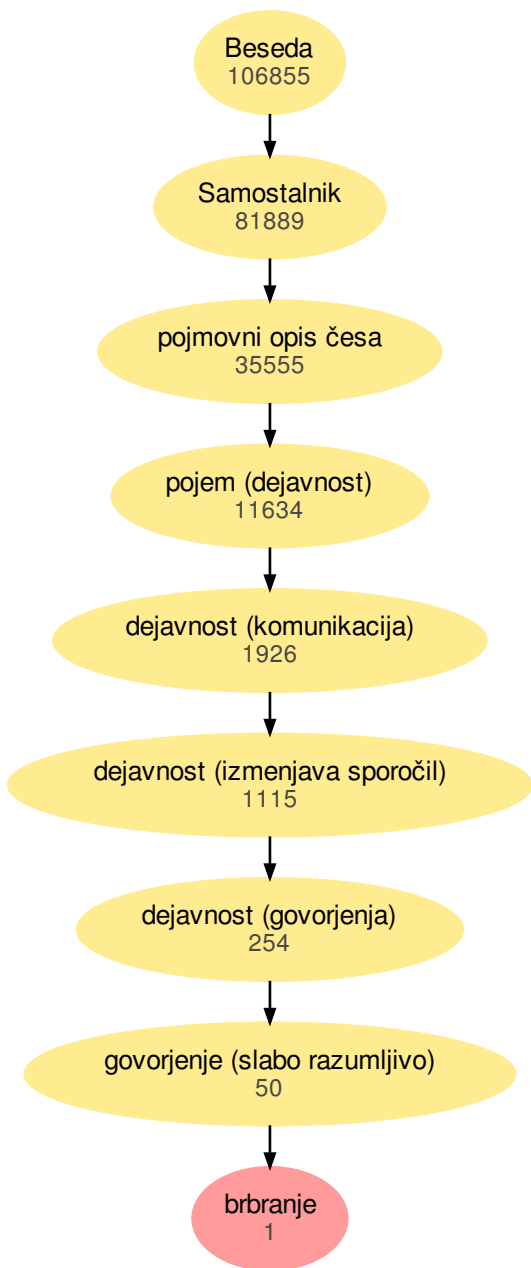 Beseda
106855
Samostalnik
81889
pojmovni opis česa
35555
pojem (dejavnost)
11634
dejavnost (komunikacija)
1926
dejavnost (izmenjava sporočil)
1115
dejavnost (govorjenja)
254
govorjenje (slabo razumljivo)
50
brbranje
1